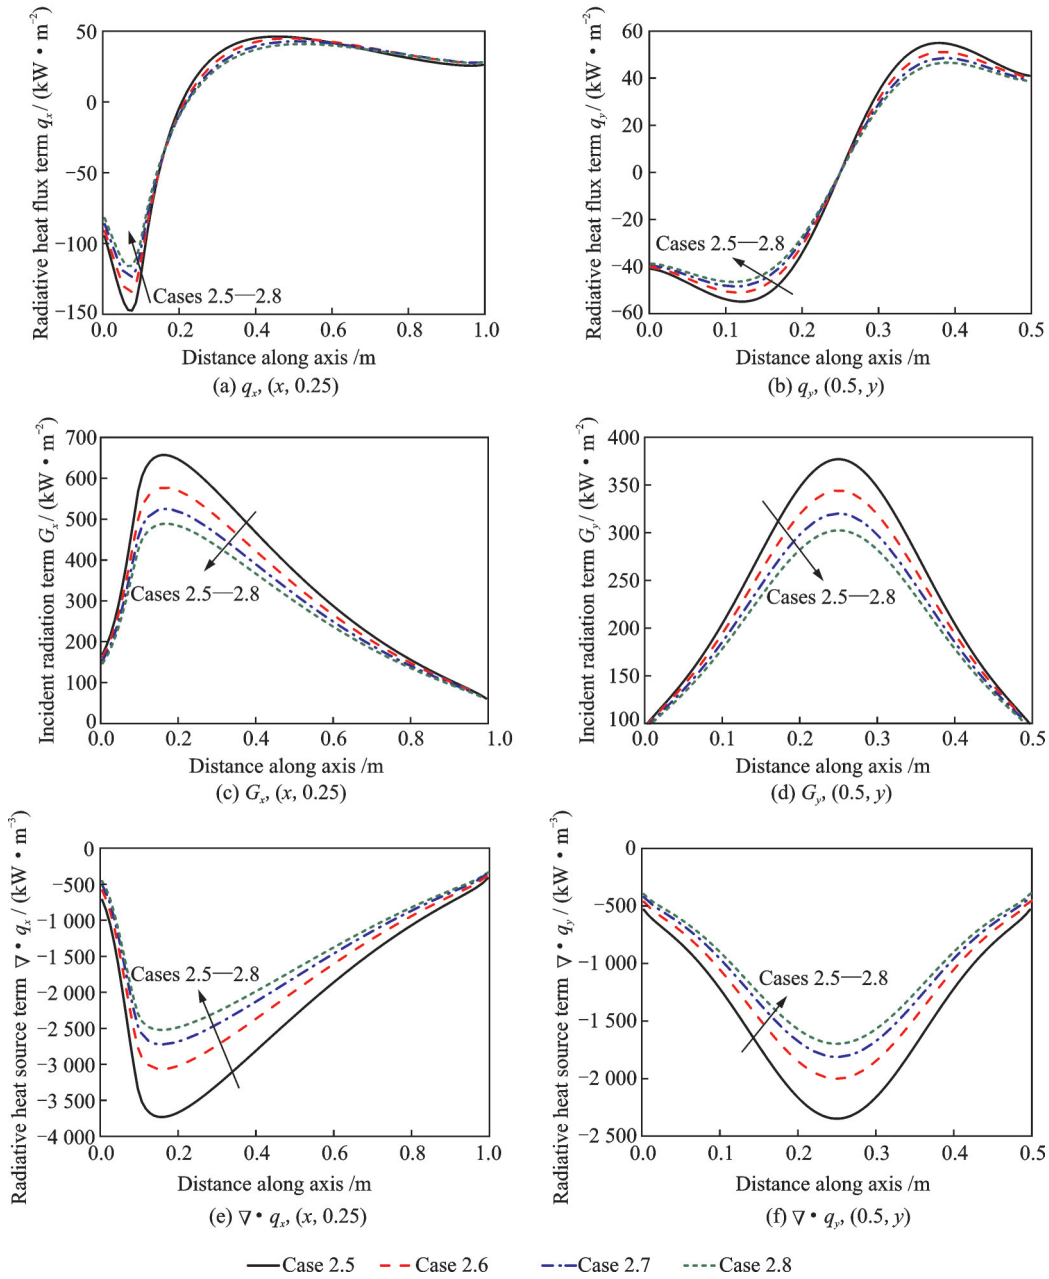 Radiative heat flux term qₓ/ (kW • m⁻²)
50
0
−50
−100
−150
Cases 2.5—2.8
0.0 0.2 0.4 0.6 0.8 1.0
Distance along axis /m
(a) qₓ, (x, 0.25)
Radiative heat flux term q_y/ (kW • m⁻²)
60
40
20
0
−20
−40
−60
Cases 2.5—2.8
0.0 0.1 0.2 0.3 0.4 0.5
Distance along axis /m
(b) q_y, (0.5, y)
Incident radiation term Gₓ/ (kW • m⁻²)
700
600
500
400
300
200
100
0
Cases 2.5—2.8
0.0 0.2 0.4 0.6 0.8 1.0
Distance along axis /m
(c) Gₓ, (x, 0.25)
Incident radiation term G_y/ (kW • m⁻²)
400
350
300
250
300
150
100
Cases 2.5—2.8
0.0 0.1 0.2 0.3 0.4 0.5
Distance along axis /m
(d) G_y, (0.5, y)
Radiative heat source term ∇ • qₓ / (kW • m⁻³)
0
−500
−1 000
−1 500
−2 000
−2 500
−3 000
−3 500
−4 000
Cases 2.5—2.8
0.0 0.2 0.4 0.6 0.8 1.0
Distance along axis /m
(e) ∇ • qₓ, (x, 0.25)
Radiative heat source term ∇ • q_y / (kW • m⁻³)
0
−500
−1 000
−1 500
−2 000
−2 500
Cases 2.5—2.8
0.0 0.1 0.2 0.3 0.4 0.5
Distance along axis /m
(f) ∇ • q_y, (0.5, y)
Case 2.5 Case 2.6 Case 2.7 Case 2.8